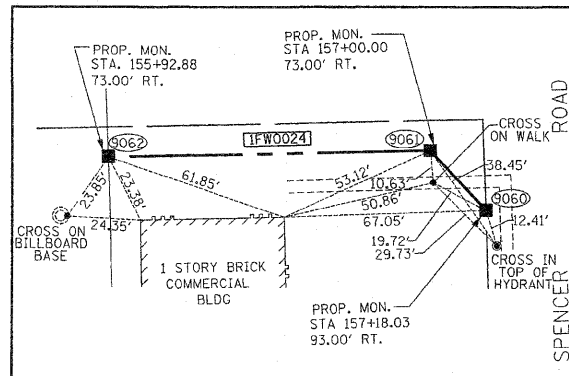 PROP. MON.
STA. 155+92.88
73.00' RT.
PROP. MON.
STA 157+00.00
73.00' RT.
CROSS
ON WALK
ROAD
9062
1FW0024
9061
38.45'
53.12'
10.63'
9060
23.85'
23.38'
61.85'
50.86'
24.35'
67.05'
12.41'
19.72'
29.73'
CROSS ON
BILLBOARD
BASE
1 STORY BRICK
COMMERCIAL
BLDG
CROSS IN
TOP OF
HYDRANT
PROP. MON.
STA 157+18.03
93.00' RT.
SPENCER